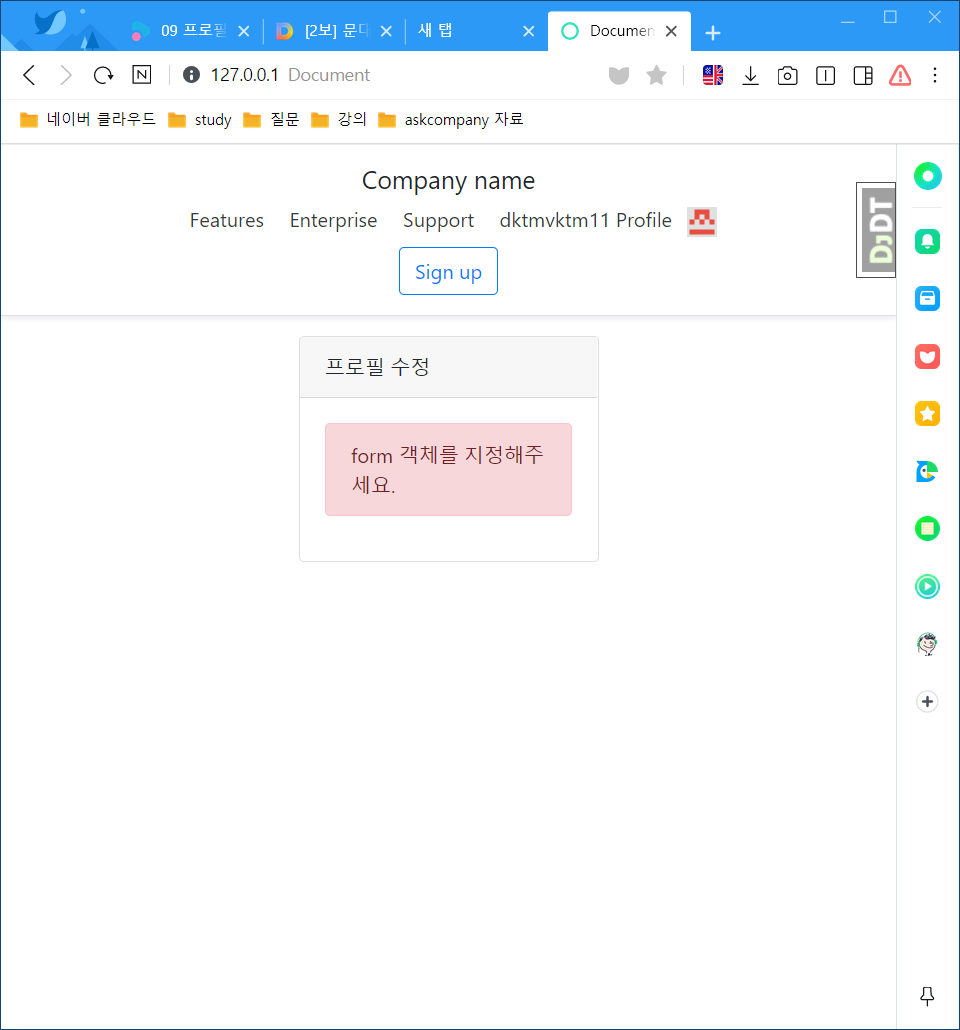 09 프로필
[2보] 문대
새 탭
Documen
N
127.0.0.1 Document
네이버 클라우드
study
질문
강의
askcompany 자료
Company name
Features
Enterprise
Support
dktmvktm11 Profile
DJDT
Sign up
프로필 수정
form 객체를 지정해주
세요.